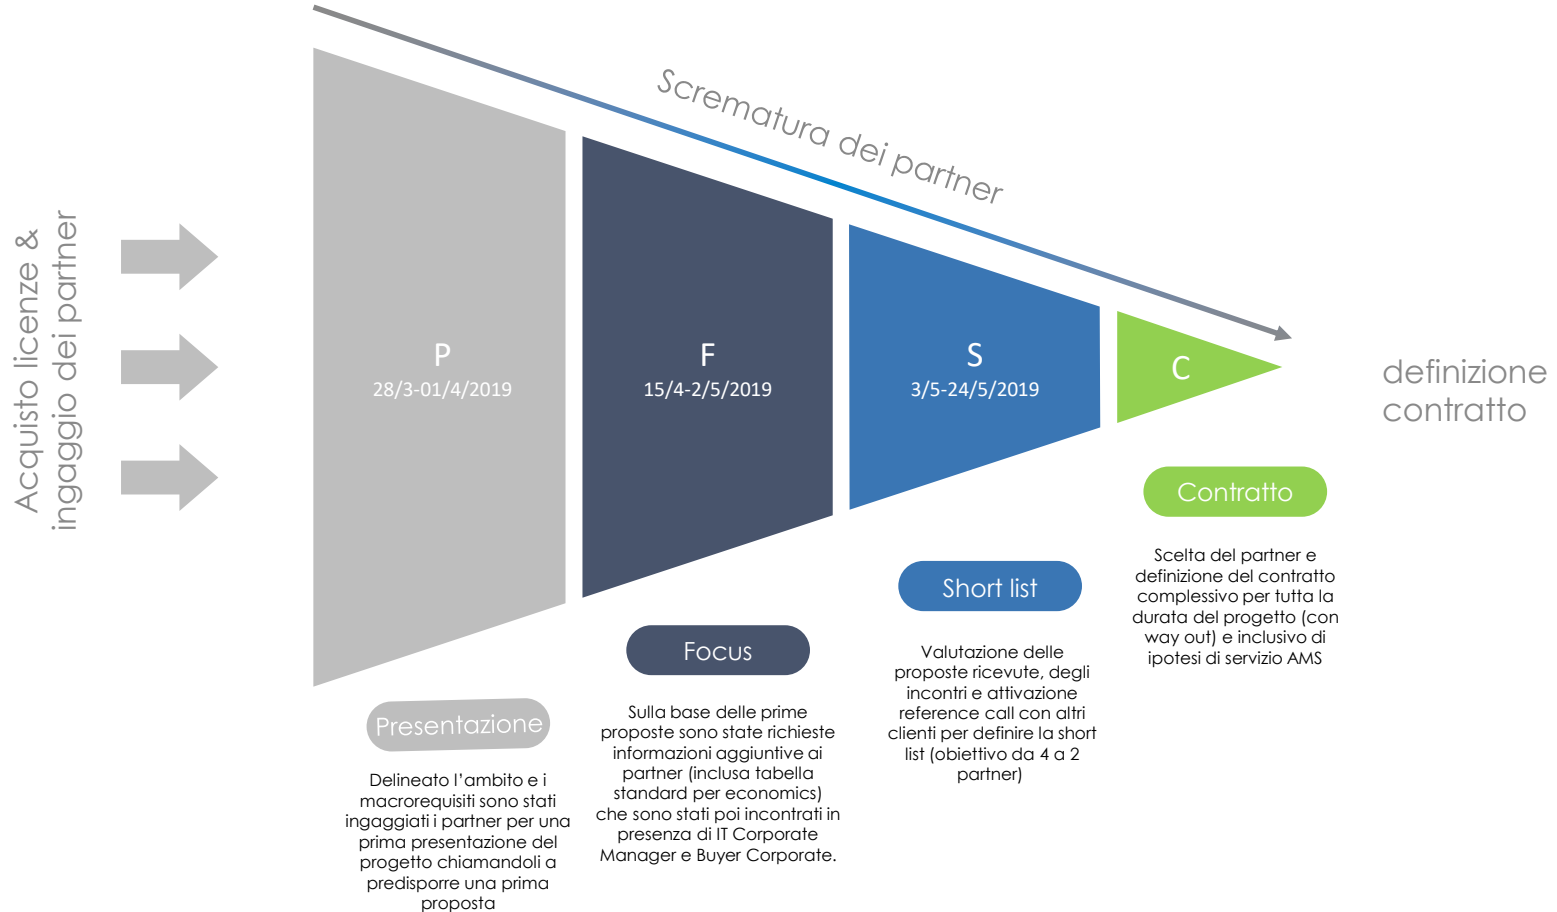 Acquisto licenze &
ingaggio dei partner
Scrematura dei partner
P
28/3-01/4/2019
F
15/4-2/5/2019
S
3/5-24/5/2019
C
definizione
contratto
Presentazione
Delineato l’ambito e i
macrorequisiti sono stati
ingaggiati i partner per una
prima presentazione del
progetto chiamandoli a
predisporre una prima
proposta
Focus
Sulla base delle prime
proposte sono state richieste
informazioni aggiuntive ai
partner (inclusa tabella
standard per economics)
che sono stati poi incontrati in
presenza di IT Corporate
Manager e Buyer Corporate.
Short list
Valutazione delle
proposte ricevute, degli
incontri e attivazione
reference call con altri
clienti per definire la short
list (obiettivo da 4 a 2
partner)
Contratto
Scelta del partner e
definizione del contratto
complessivo per tutta la
durata del progetto (con
way out) e inclusivo di
ipotesi di servizio AMS